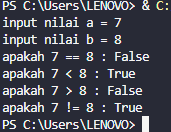 PS C:\Users\LENOVO> & C:
input nilai a = 7
input nilai b = 8
apakah 7 == 8 : False
apakah 7 < 8 : True
apakah 7 > 8 : False
apakah 7 != 8 : True
PS C:\Users\LENOVO>